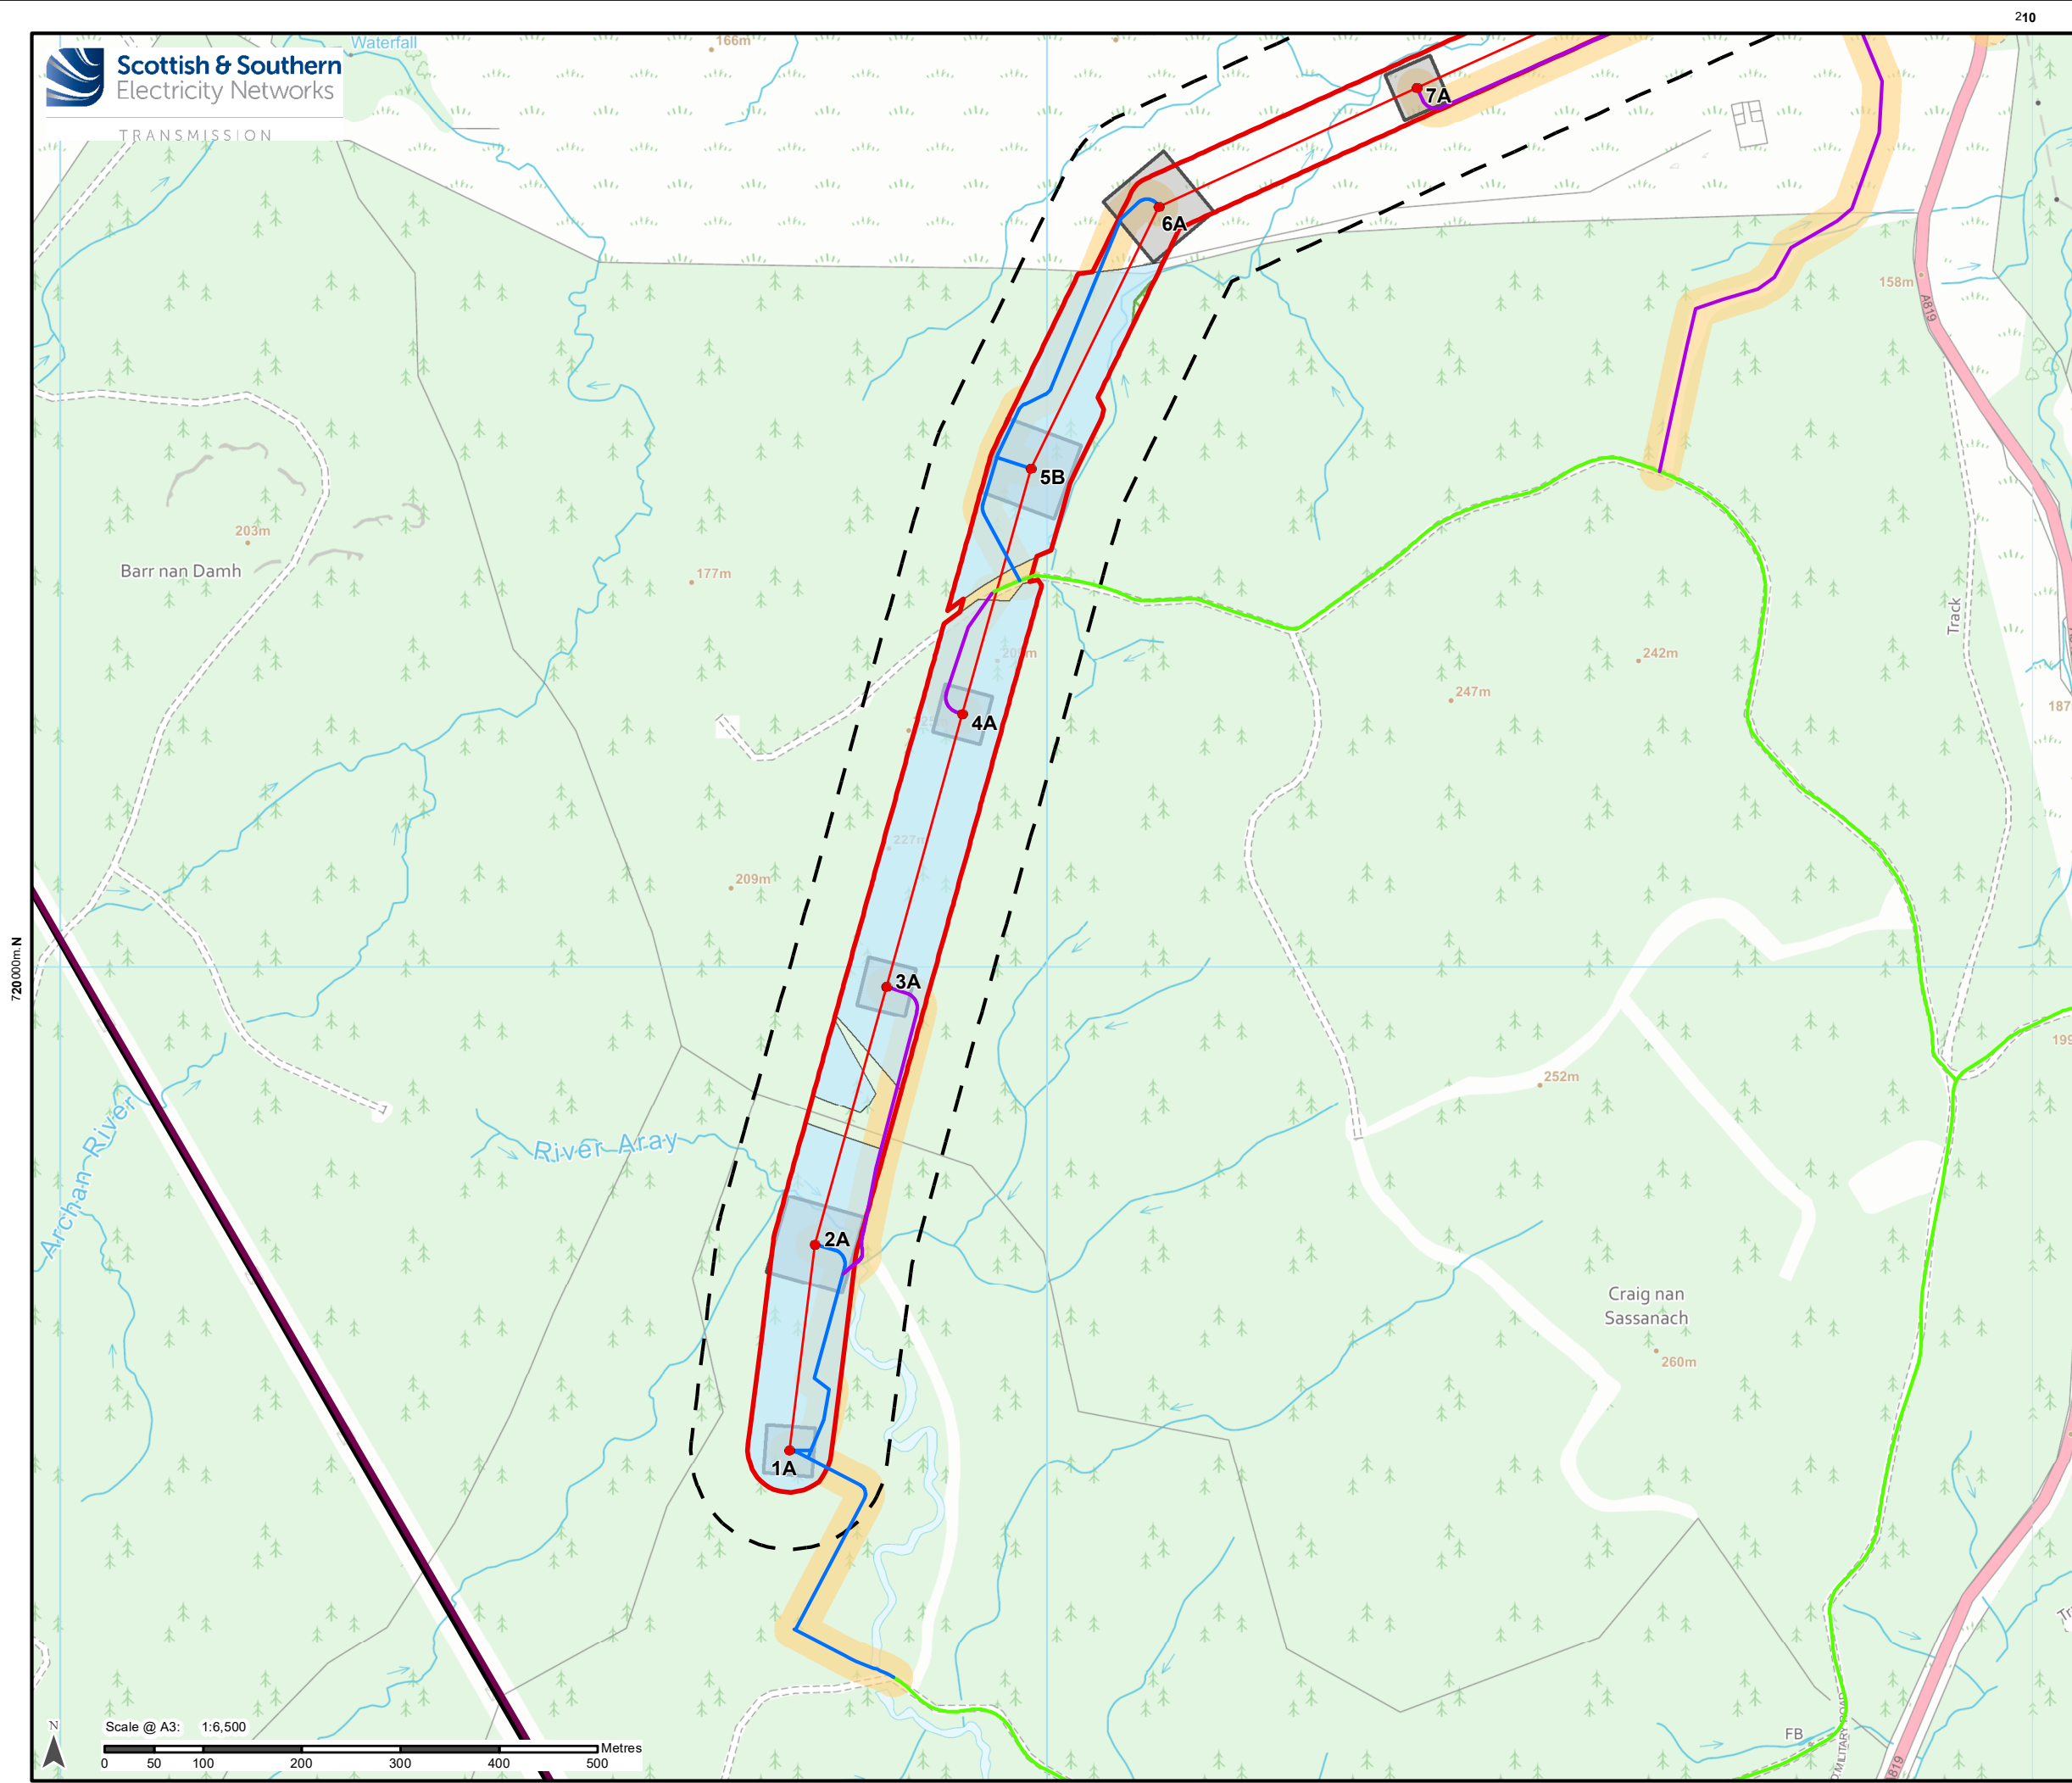 210
Waterfall
166m
Scottish & Southern
Electricity Networks
TRANSMISSION
7A
6A
158m
A819
5B
203m
Barr nan Damh
177m
Track
242m
247m
187
4A
227m
209m
720000m.N
3A
252m
199
Archan River
River Aray
2A
Craig nan
Sassanach
260m
1A
FB
A819
N
Scale @ A3: 1:6,500
Metres
0 50 100 200 300 400 500